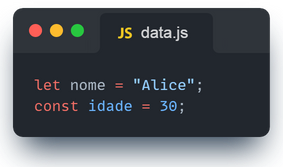 JS data.js
let nome = "Alice";
const idade = 30;